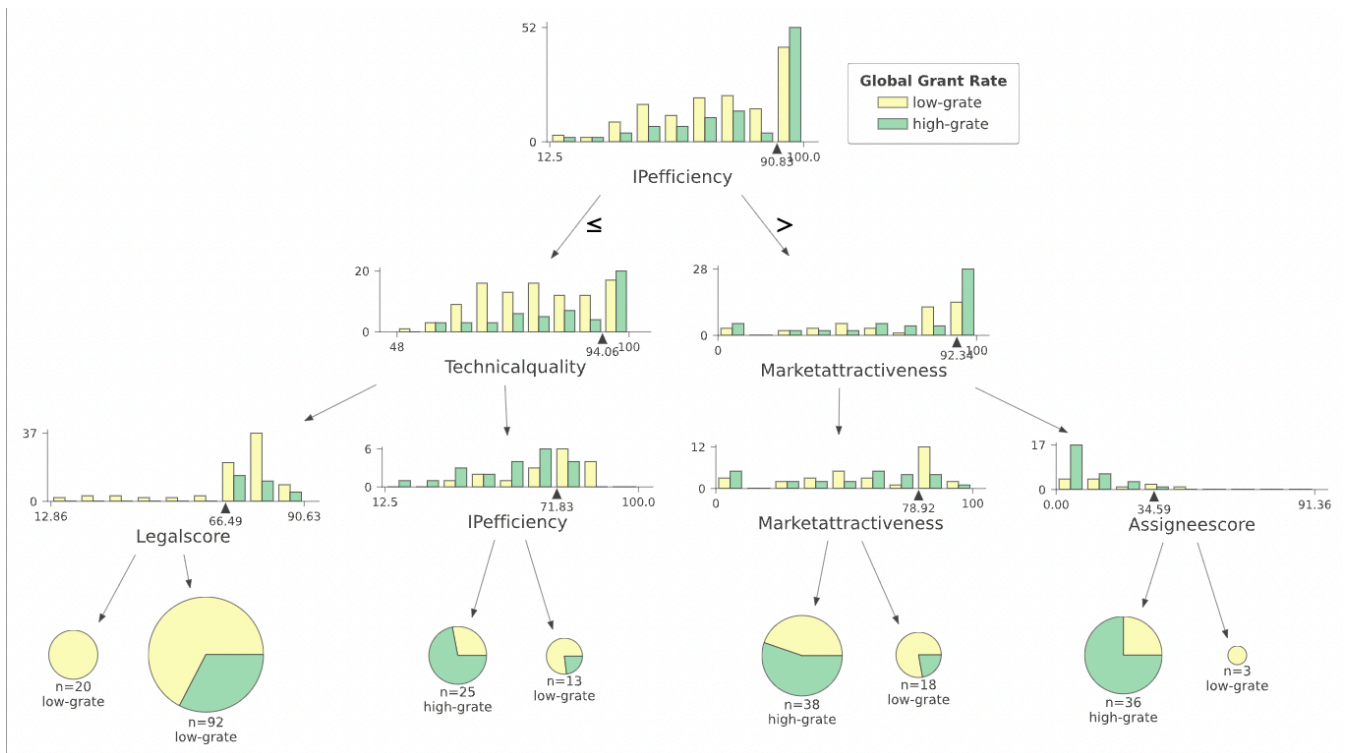 52
0
12.5
90.83
100.0
IPefficiency
Global Grant Rate
low-grate
high-grate
≤
>
20
0
48
94.06
100
Technicalquality
28
0
0
92.34
100
Marketattractiveness
37
0
12.86
66.49
90.63
Legalscore
6
0
12.5
71.83
100.0
IPefficiency
12
0
0
78.92
100
Marketattractiveness
17
0
0.00
34.59
91.36
Assigneescore
n=20
low-grate
n=92
low-grate
n=25
high-grate
n=13
low-grate
n=38
high-grate
n=18
low-grate
n=36
high-grate
n=3
low-grate